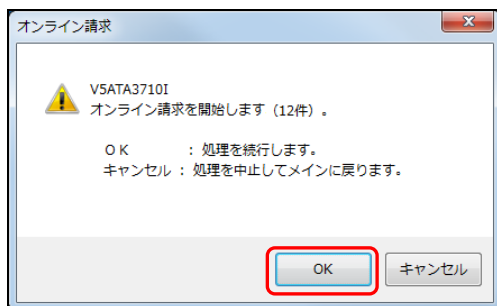 オンライン請求
V5ATA3710I
オンライン請求を開始します（12件）。
ＯＫ　　　：処理を続行します。
キャンセル：処理を中止してメインに戻ります。
OK
キャンセル